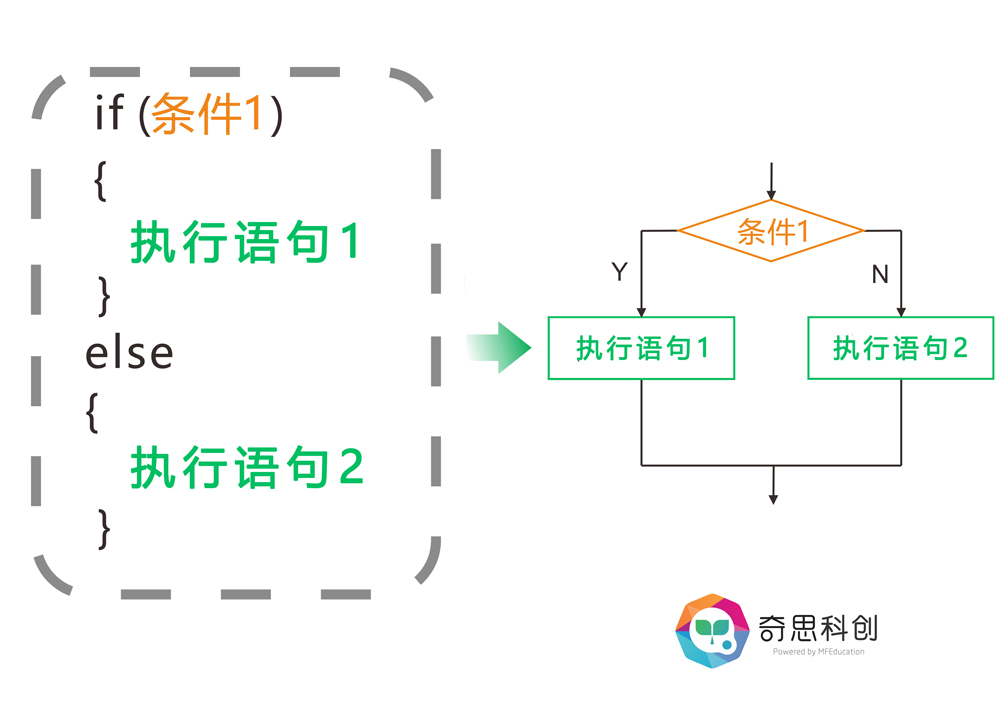 if (条件1)
{
执行语句1
}
else
{
执行语句2
}
条件1
Y
N
执行语句1
执行语句2
奇思科创
Powered by MFEducation